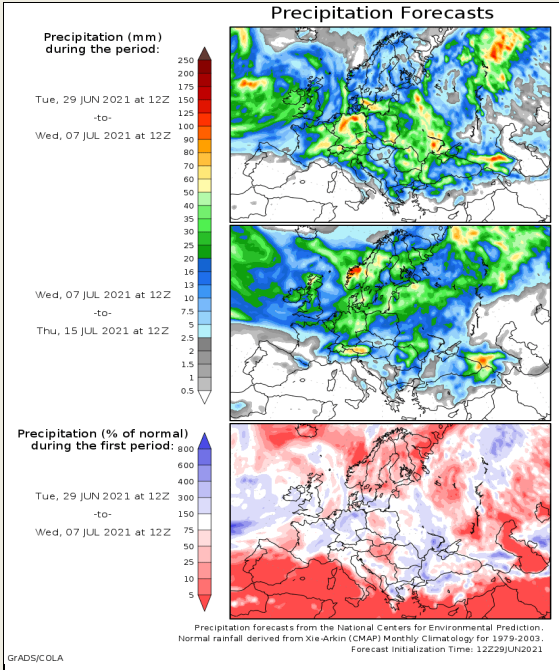 Precipitation Forecasts
Precipitation (mm)
during the period:
250
200
175
150
125
100
90
80
70
60
50
40
35
30
25
20
16
13
10
7.5
5
2.5
2
1.5
1
0.5
Tue, 29 JUN 2021 at 12Z
-to-
Wed, 07 JUL 2021 at 12Z
Wed, 07 JUL 2021 at 12Z
-to-
Thu, 15 JUL 2021 at 12Z
Precipitation (% of normal)
during the first period:
800
600
400
300
150
75
50
25
10
5
Tue, 29 JUN 2021 at 12Z
-to-
Wed, 07 JUL 2021 at 12Z
Precipitation forecasts from the National Centers for Environmental Prediction.
Normal rainfall derived from Xie-Arkin (CMAP) Monthly Climatology for 1979-2003.
Forecast Initialization Time: 12Z29JUN2021
GrADS/COLA